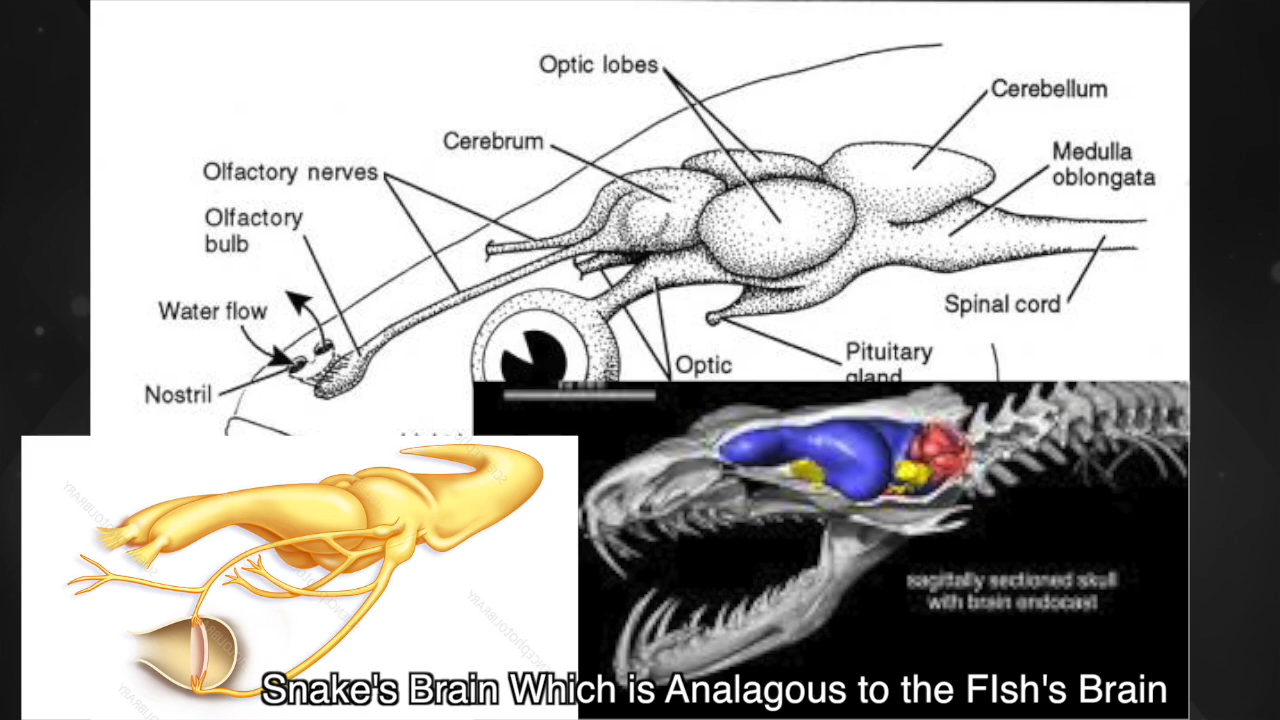 Optic lobes
Cerebellum
Cerebrum
Medulla
oblongata
Olfactory nerves
Olfactory
bulb
Water flow
Spinal cord
Nostril
Optic
Pituitary
gland
sagittally sectioned skull
with brain endocast
Snake's Brain Which is Analagous to the FIsh's Brain